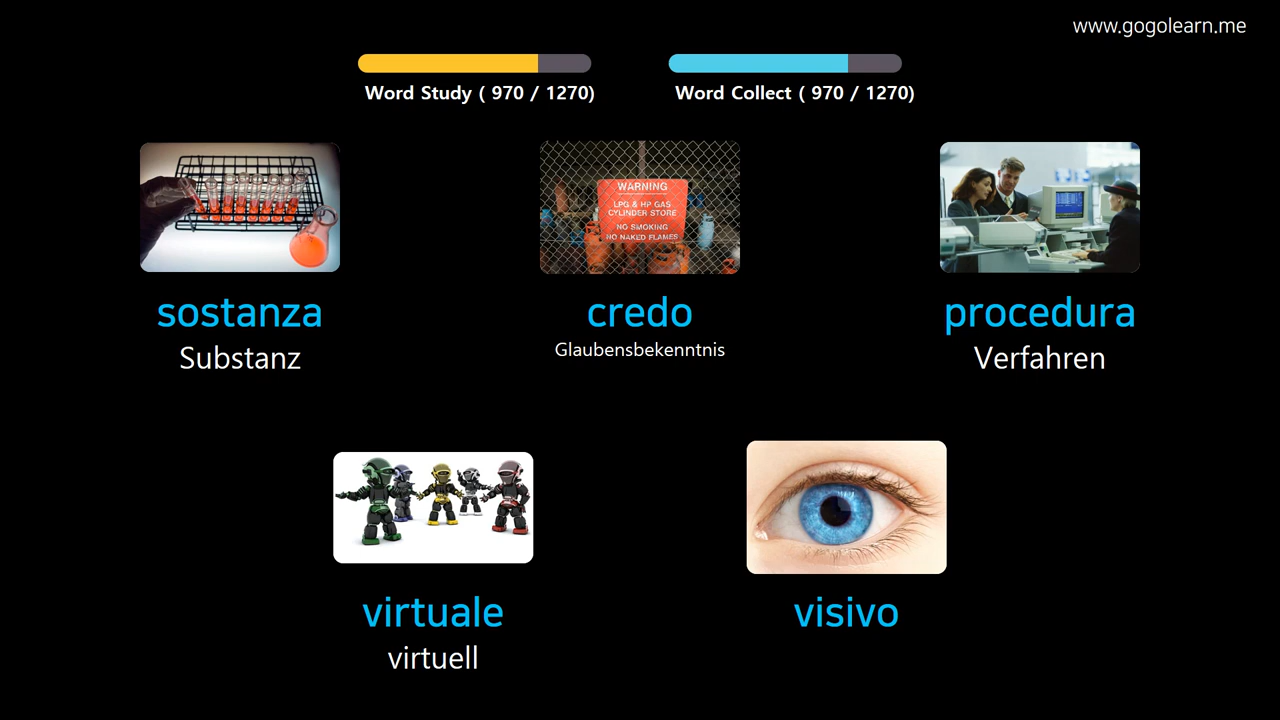 www.gogolearn.me
Word Study ( 970 / 1270)
Word Collect ( 970 / 1270)
WARNING
LPG & HP GAS
CYLINDER STORE
NO SMOKING
NO NAKED FLAMES
sostanza
Substanz
credo
Glaubensbekenntnis
procedura
Verfahren
virtuale
virtuell
visivo